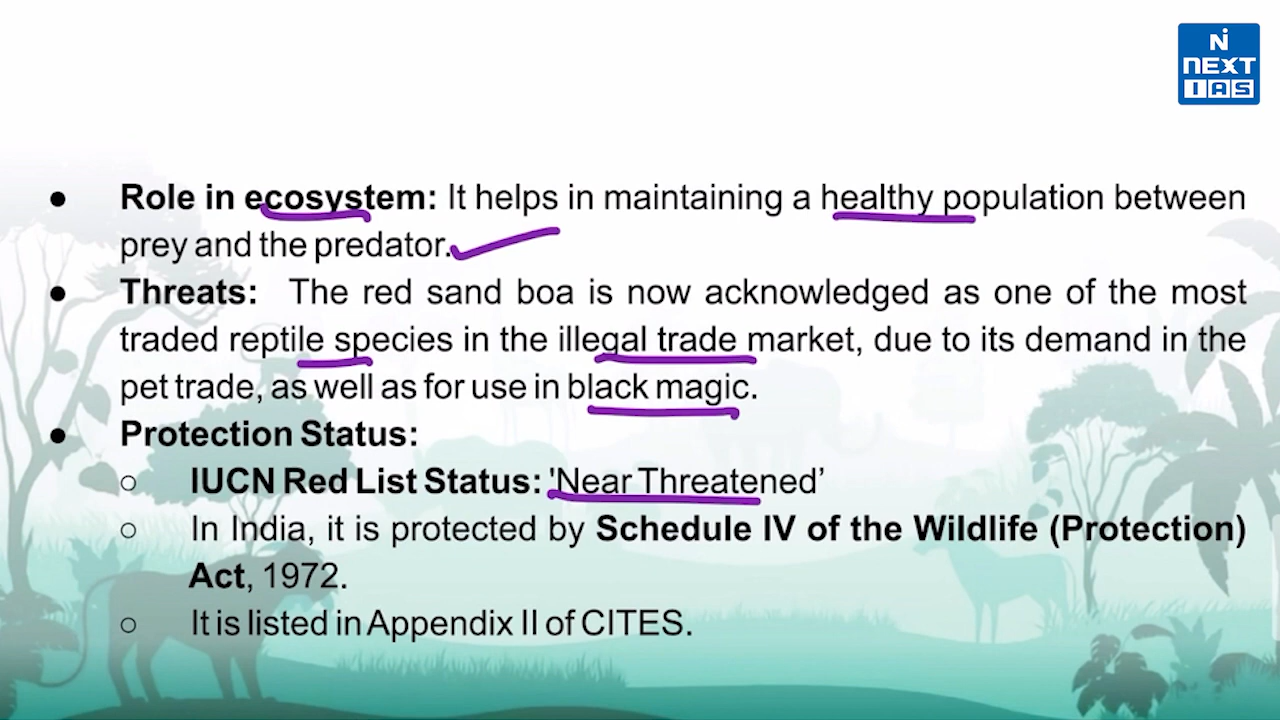 NEXT
IAS
● Role in ecosystem: It helps in maintaining a healthy population between
prey and the predator.
● Threats: The red sand boa is now acknowledged as one of the most
traded reptile species in the illegal trade market, due to its demand in the
pet trade, as well as for use in black magic.
● Protection Status:
○ IUCN Red List Status: 'Near Threatened’
○ In India, it is protected by Schedule IV of the Wildlife (Protection)
Act, 1972.
○ It is listed in Appendix II of CITES.